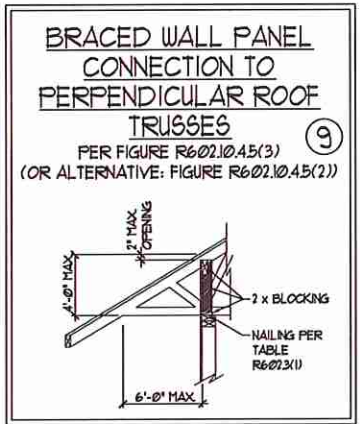 BRACED WALL PANEL
CONNECTION TO
PERPENDICULAR ROOF
TRUSSES
9
PER FIGURE R602.10.4.5(3)
(OR ALTERNATIVE: FIGURE R602.10.4.5(2))
2" MAX.
OPENING
4'-0" MAX.
2 x BLOCKING
NAILING PER
TABLE
R602.3(1)
6'-0" MAX.